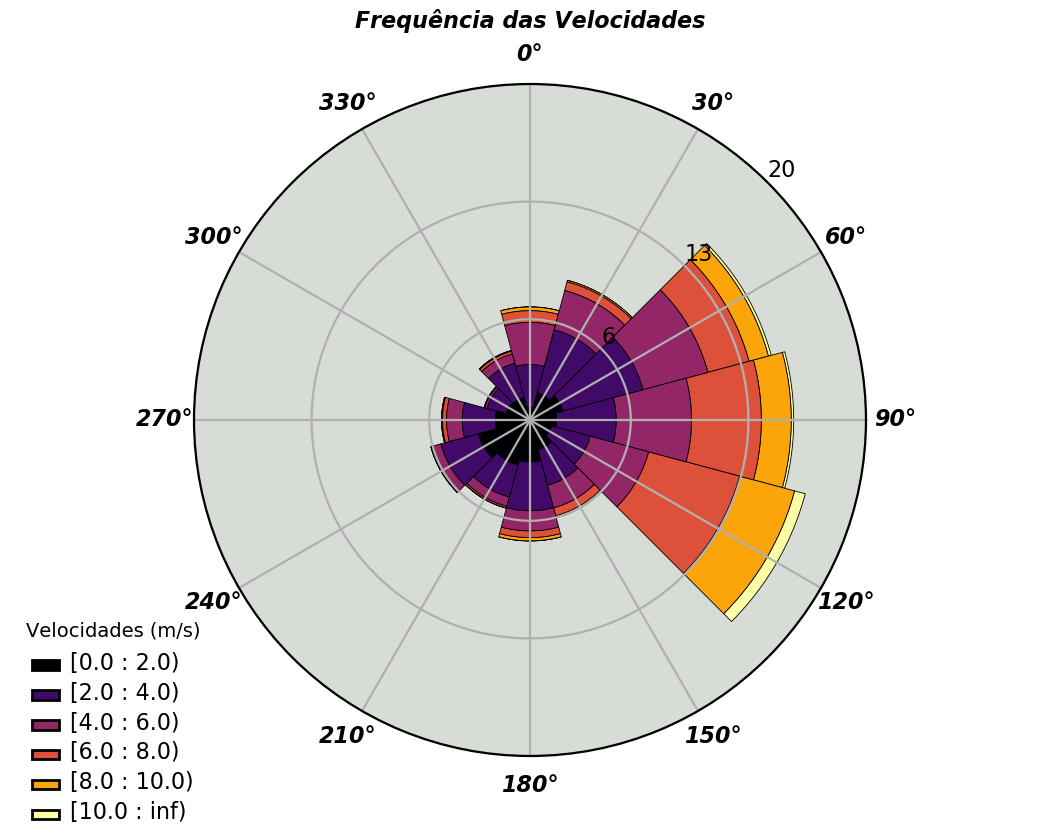 Frequência das Velocidades
0°
330°
30°
20
300°
60°
13
6
270°
90°
240°
120°
210°
150°
180°
Velocidades (m/s)
[0.0 : 2.0)
[2.0 : 4.0)
[4.0 : 6.0)
[6.0 : 8.0)
[8.0 : 10.0)
[10.0 : inf)